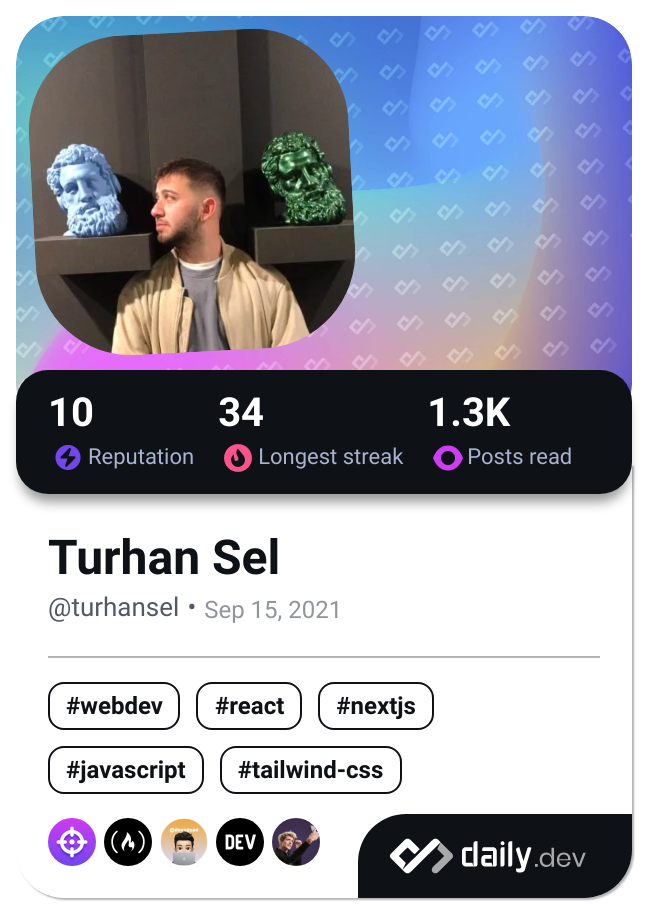 10 34 1.3K
Reputation Longest streak Posts read
Turhan Sel
@turhansel • Sep 15, 2021
#webdev #react #nextjs
#javascript #tailwind-css
DEV
daily.dev